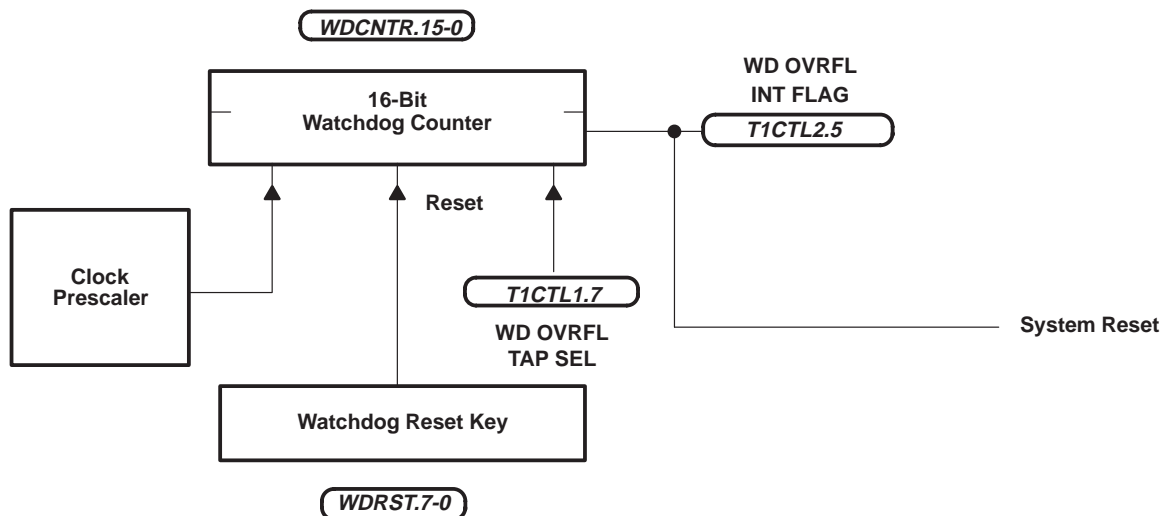 WDCNTR.15-0
16-Bit
Watchdog Counter
WD OVRFL
INT FLAG
T1CTL2.5
Reset
Clock
Prescaler
T1CTL1.7
WD OVRFL
TAP SEL
System Reset
Watchdog Reset Key
WDRST.7-0